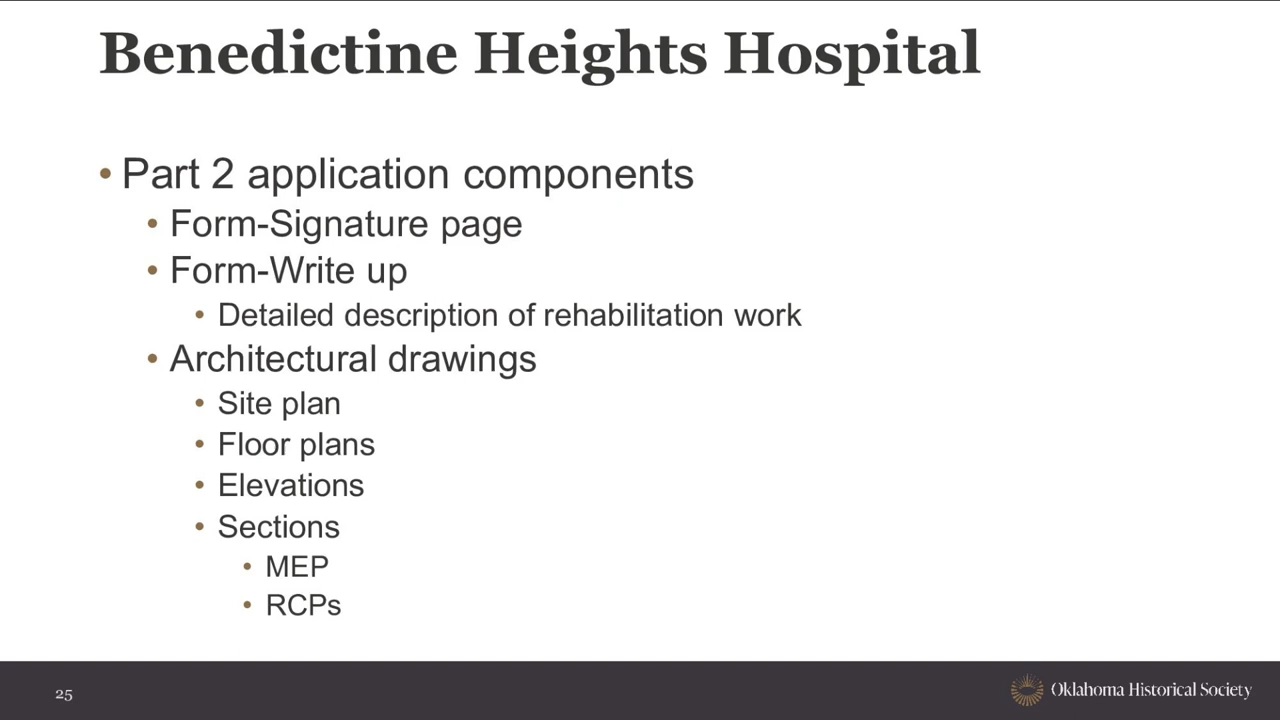 Benedictine Heights Hospital
• Part 2 application components
• Form-Signature page
• Form-Write up
• Detailed description of rehabilitation work
• Architectural drawings
• Site plan
• Floor plans
• Elevations
• Sections
• MEP
• RCPs
25
Oklahoma Historical Society